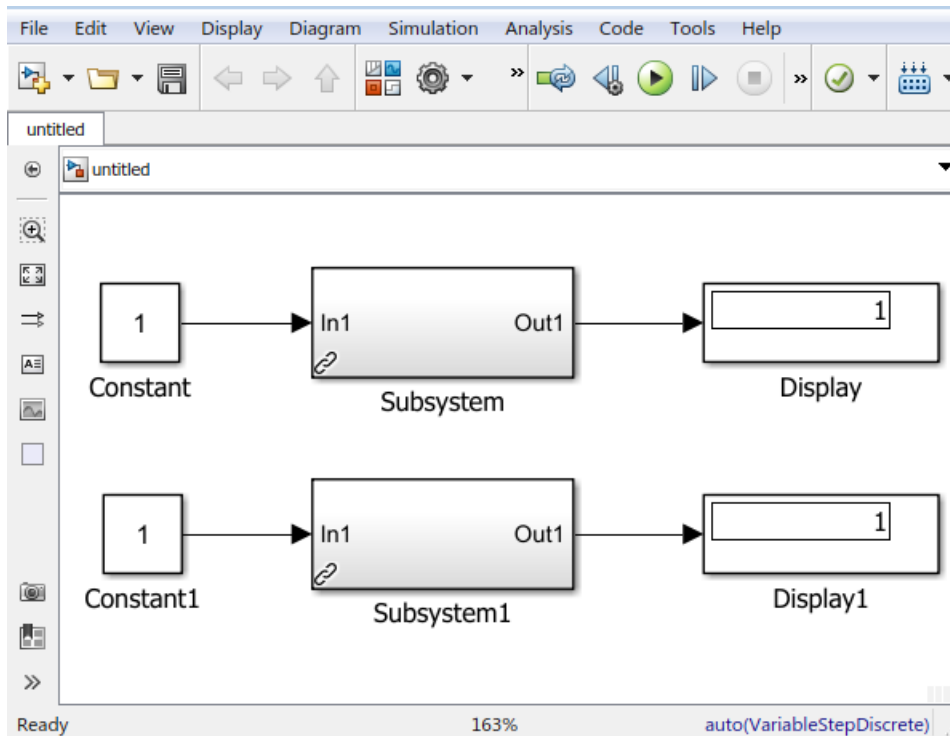 File Edit View Display Diagram Simulation Analysis Code Tools Help
untitled
untitled
1
In1 Out1
1
Constant
Subsystem
Display
1
In1 Out1
1
Constant1
Subsystem1
Display1
Ready 163% auto(VariableStepDiscrete)